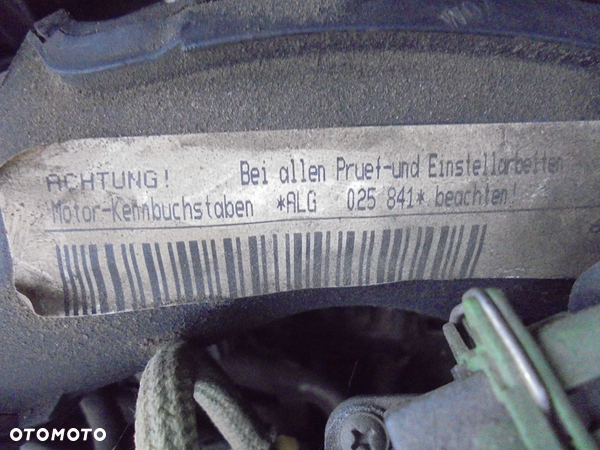 ACHTUNG! Bei allen Pruef-und Einstellarbeiten
Motor-Kennbuchstaben *ALG 025 841* beachten!
OTOMOTO